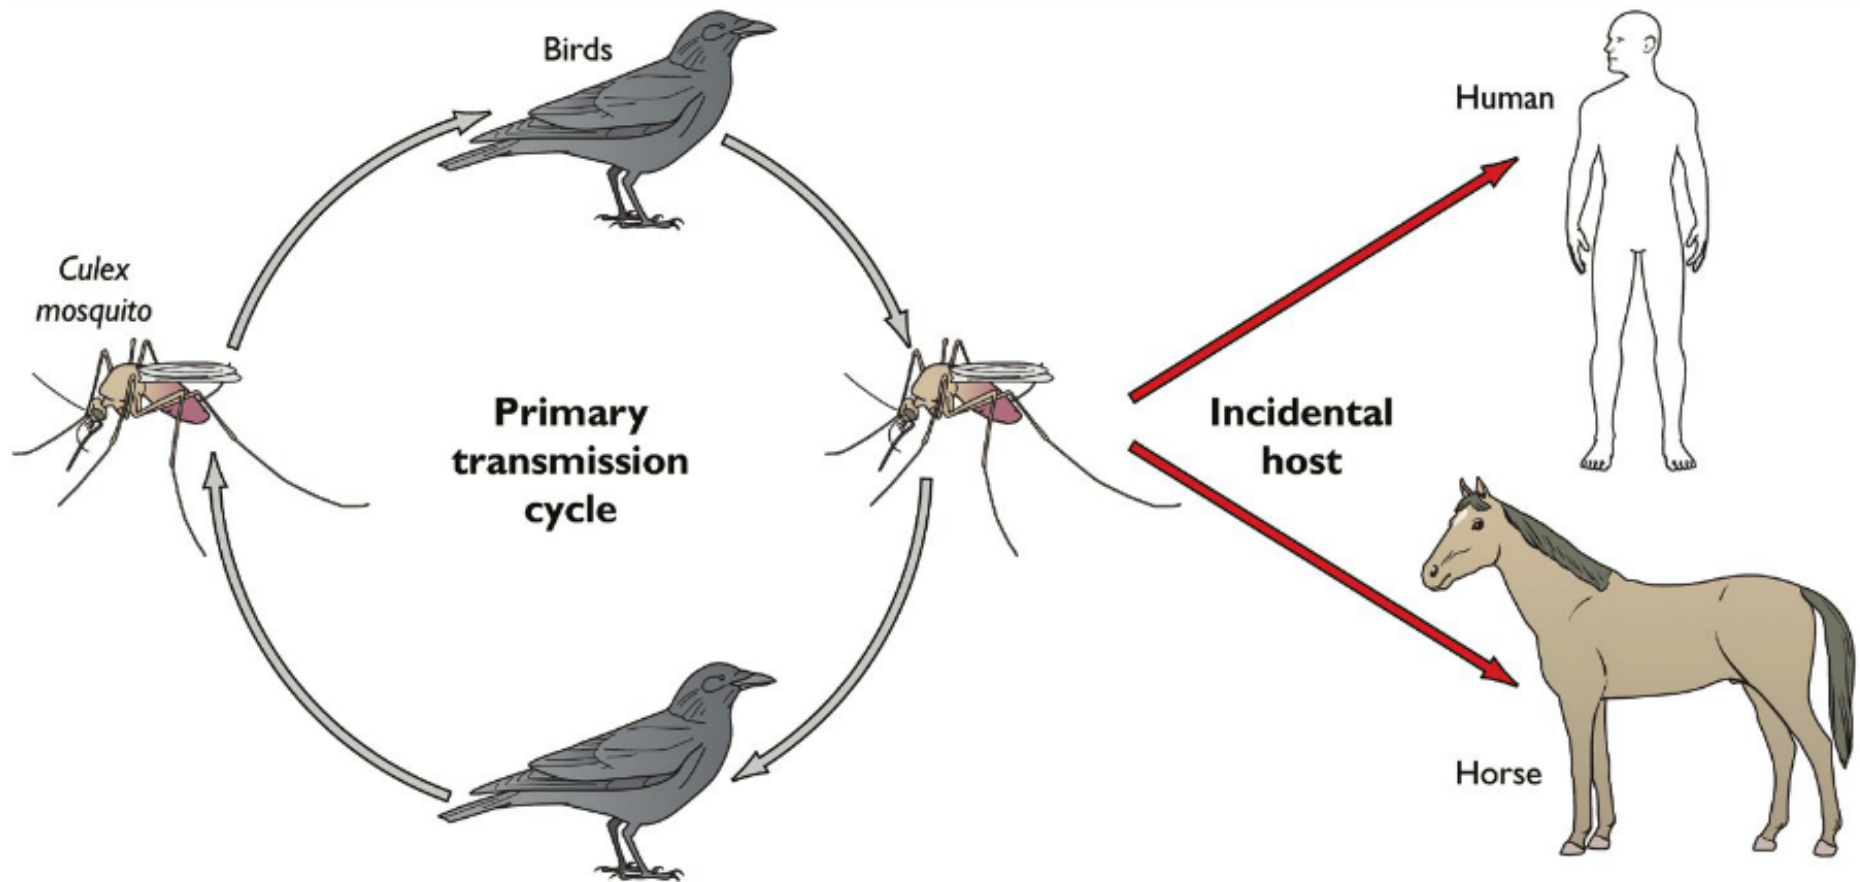 Birds
Human
Culex
mosquito
Primary
transmission
cycle
Incidental
host
Horse